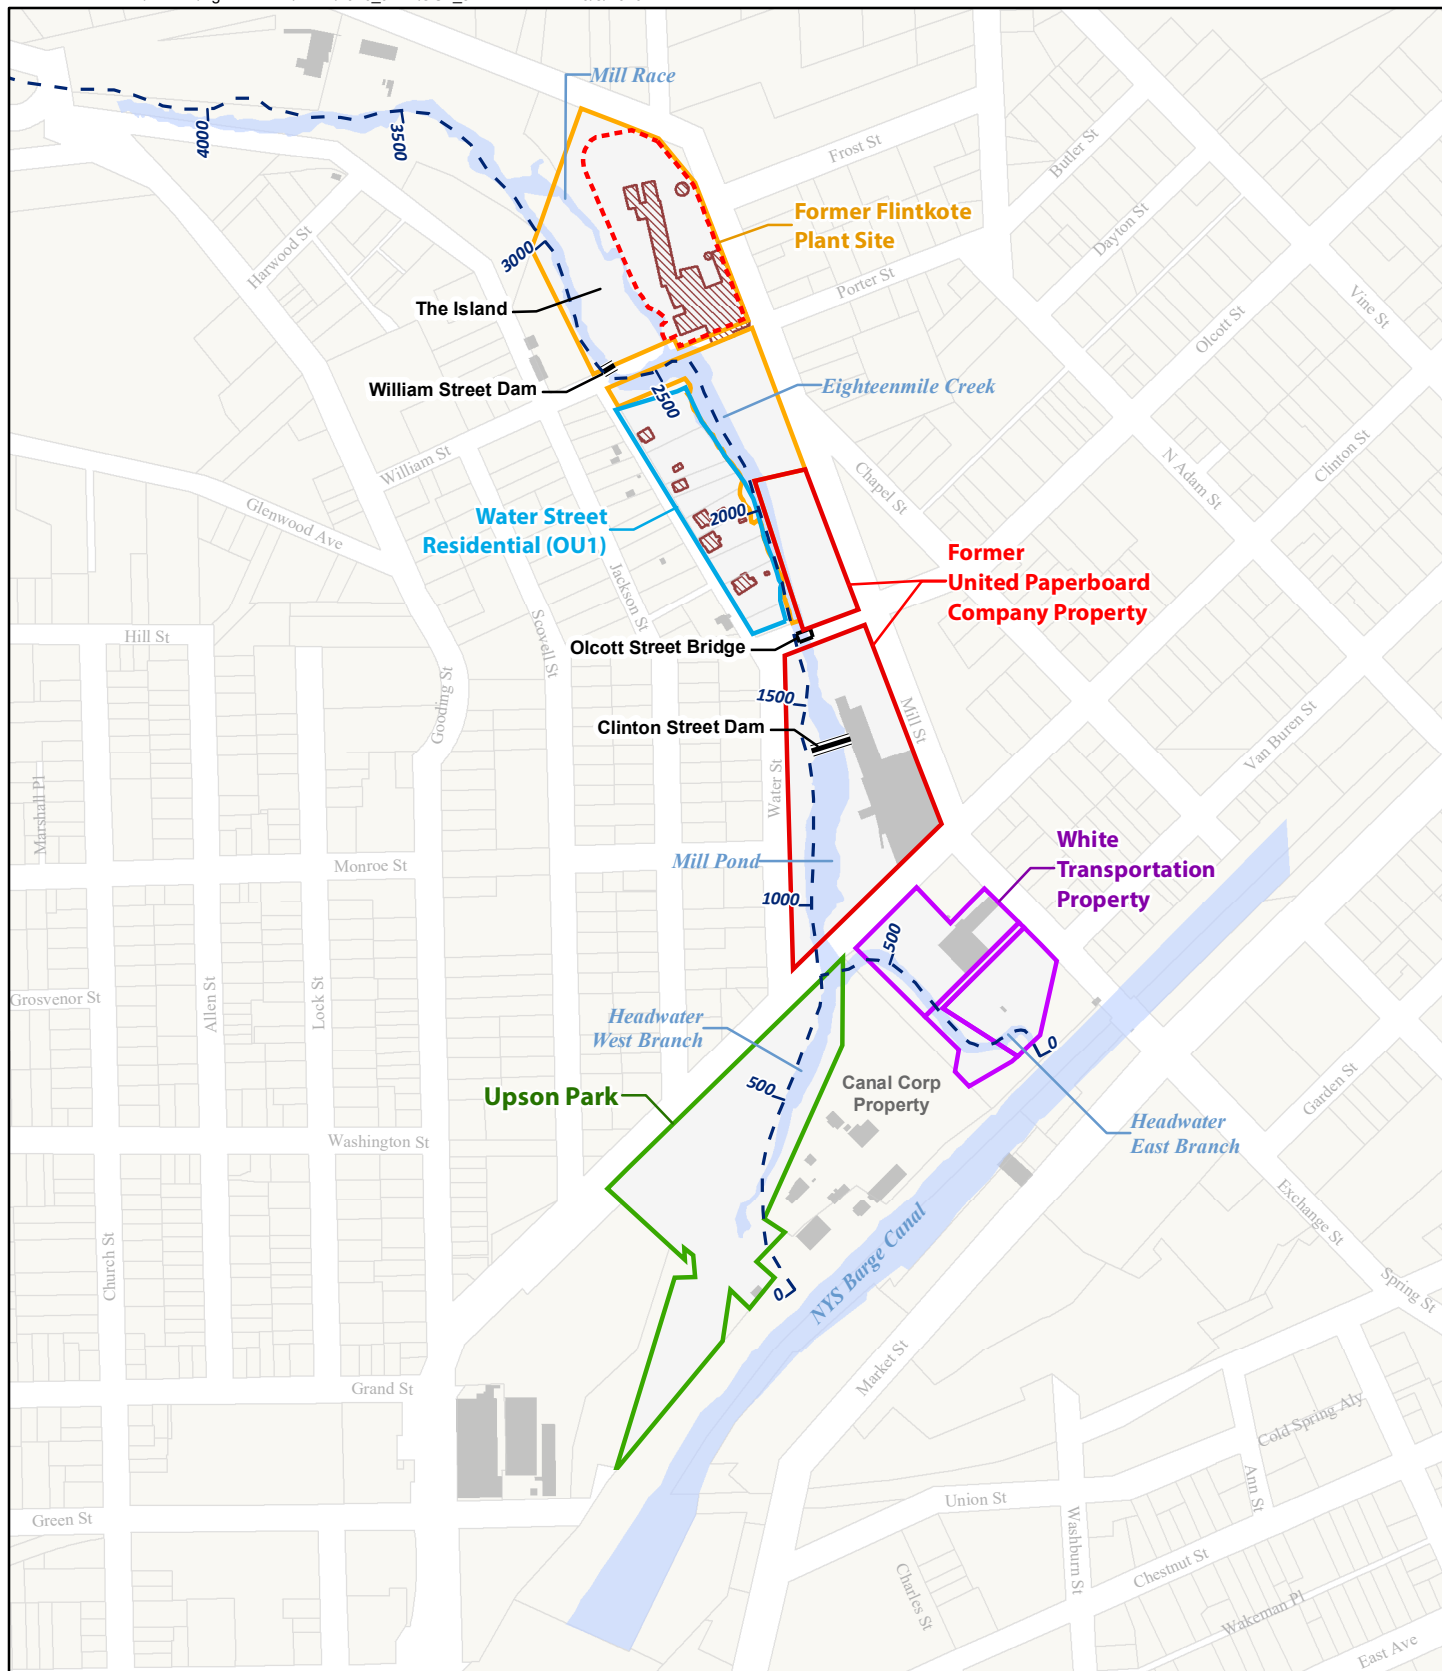 Mill Race
4000
3500
Frost St
Butler St
Former Flintkote
Plant Site
Dayton St
Harwood St
3000
Porter St
Vine St
The Island
Olcott St
William Street Dam
2500
Eighteenmile Creek
William St
Clinton St
N Adam St
Chapel St
Glenwood Ave
Water Street
Residential (OU1)
2000
Former
United Paperboard
Company Property
Jackson St
Scovell St
Hill St
Olcott Street Bridge
Gooding St
1500
Mill St
Clinton Street Dam
Van Buren St
Water St
Marshall Pl
White
Transportation
Property
Mill Pond
Monroe St
1000
500
Grosvenor St
Allen St
Lock St
Headwater
West Branch
0
500
Canal Corp
Property
Upson Park
Garden St
Headwater
East Branch
Washington St
Exchange St
Church St
NYS Barge Canal
0
Spring St
Market St
Grand St
Cold Spring Aly
Ann St
Union St
Green St
Washburn St
Chestnut St
Charles St
Wakeman Pl
East Ave